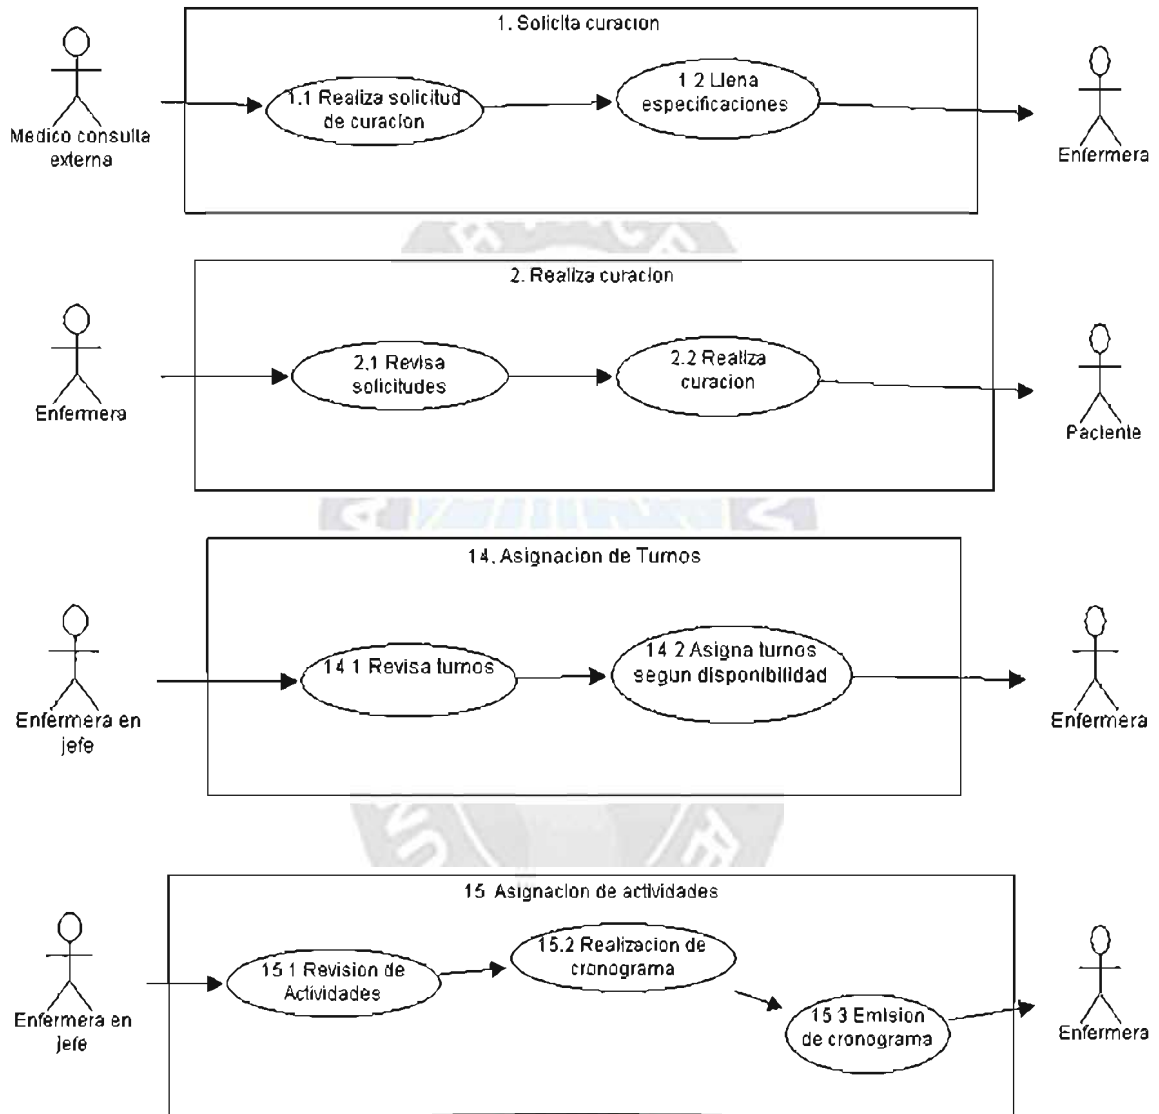 1. Solicita curacion
1.1 Realiza solicitud
de curacion
1.2 Llena
especificaciones
Medico consulta
externa
Enfermera
2. Realiza curacion
2.1 Revisa
solicitudes
2.2 Realiza
curacion
Enfermera
Paciente
14. Asignacion de Turnos
14.1 Revisa turnos
14.2 Asigna turnos
segun disponibilidad
Enfermera en
jefe
Enfermera
15. Asignacion de actividades
15.1 Revision de
Actividades
15.2 Realizacion de
cronograma
15.3 Emision
de cronograma
Enfermera en
jefe
Enfermera